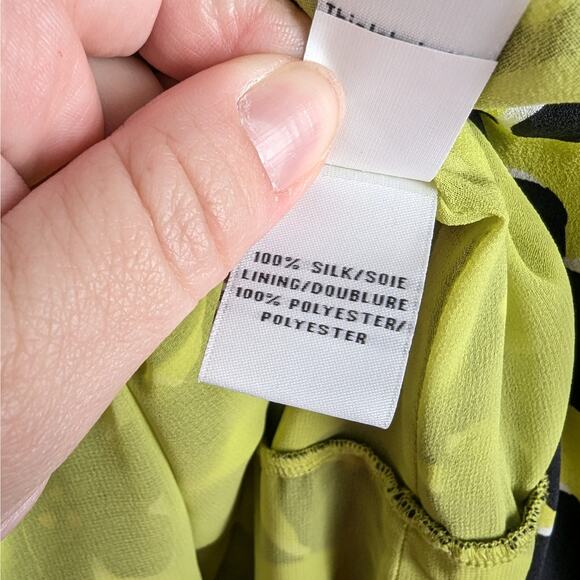 100% SILK/SOIE
LINING/DOUBLURE
100% POLYESTER/
POLYESTER